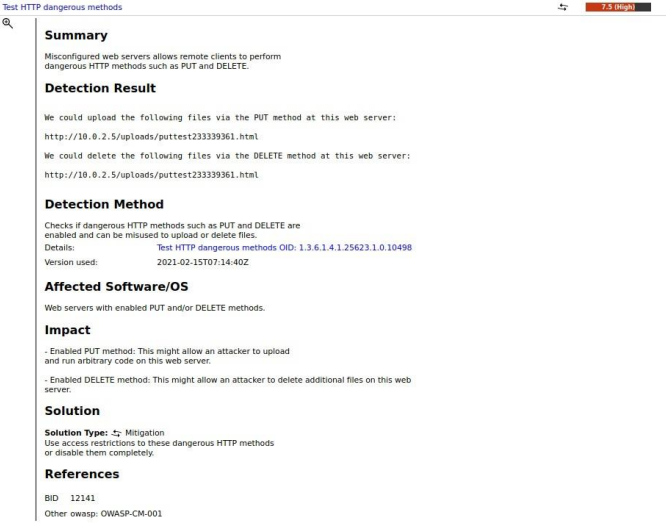 Test HTTP dangerous methods
7.5 (High)
Summary
Misconfigured web servers allows remote clients to perform
dangerous HTTP methods such as PUT and DELETE.
Detection Result
We could upload the following files via the PUT method at this web server:
http://10.0.2.5/uploads/puttest233339361.html
We could delete the following files via the DELETE method at this web server:
http://10.0.2.5/uploads/puttest233339361.html
Detection Method
Checks if dangerous HTTP methods such as PUT and DELETE are
enabled and can be misused to upload or delete files.
Details: Test HTTP dangerous methods OID: 1.3.6.1.4.1.25623.1.0.10498
Version used: 2021-02-15T07:14:40Z
Affected Software/OS
Web servers with enabled PUT and/or DELETE methods.
Impact
- Enabled PUT method: This might allow an attacker to upload
and run arbitrary code on this web server.
- Enabled DELETE method: This might allow an attacker to delete additional files on this web
server.
Solution
Solution Type: Mitigation
Use access restrictions to these dangerous HTTP methods
or disable them completely.
References
BID 12141
Other owasp: OWASP-CM-001